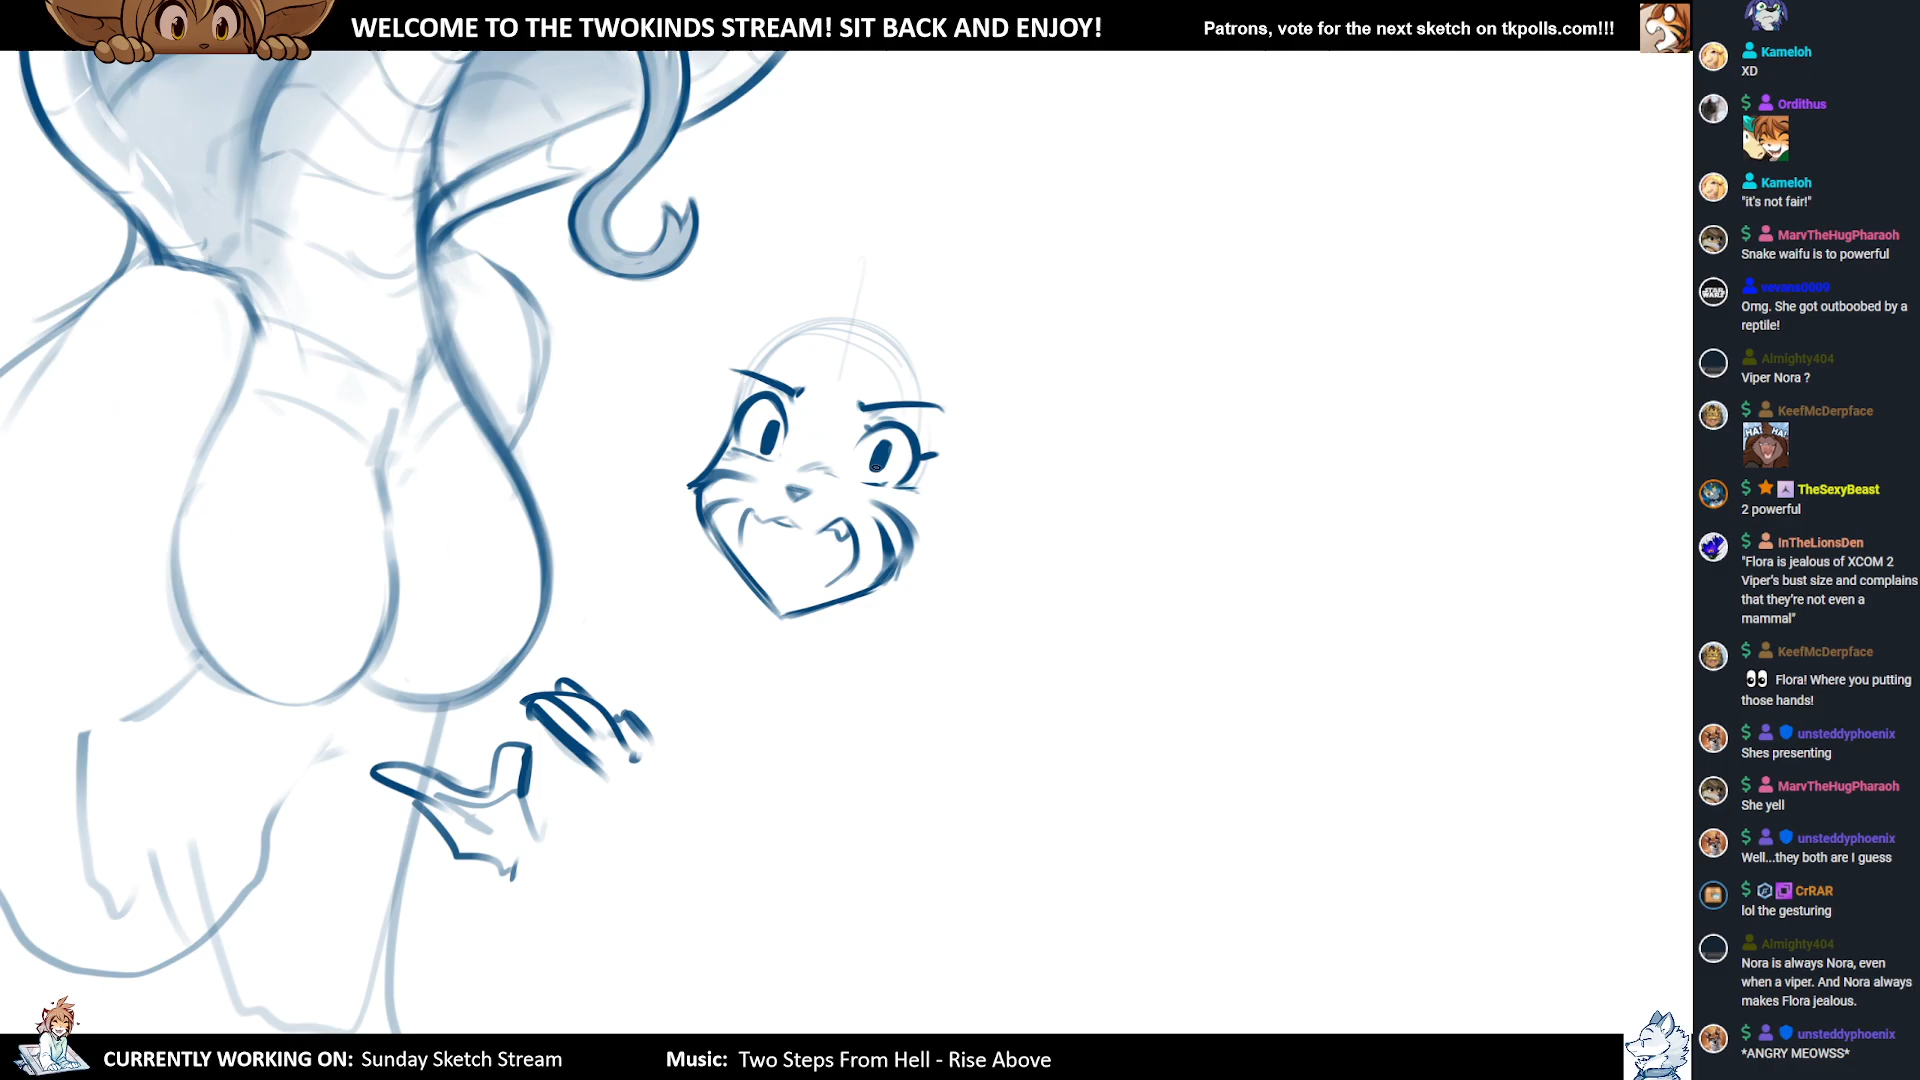 WELCOME TO THE TWOKINDS STREAM! SIT BACK AND ENJOY!
Patrons, vote for the next sketch on tkpolls.com!!!
Kameloh
XD
Ordithus
Kameloh
"it's not fair!"
MarvTheHugPharaoh
Snake waifu is to powerful
STAR WARS
vevans0009
Omg. She got outboobed by a
reptile!
Almighty404
Viper Nora ?
KeefMcDerpface
HA! HA!
TheSexyBeast
2 powerful
InTheLionsDen
"Flora is jealous of XCOM 2
Viper's bust size and complains
that they're not even a
mammal"
KeefMcDerpface
Flora! Where you putting
those hands!
unsteddyphoenix
Shes presenting
MarvTheHugPharaoh
She yell
unsteddyphoenix
Well...they both are I guess
CrRAR
lol the gesturing
Almighty404
Nora is always Nora, even
when a viper. And Nora always
makes Flora jealous.
unsteddyphoenix
*ANGRY MEOWSS*
CURRENTLY WORKING ON: Sunday Sketch Stream
Music: Two Steps From Hell - Rise Above